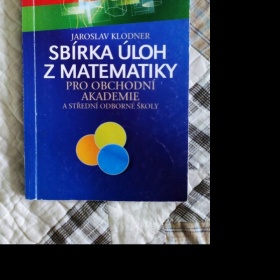 JAROSLAV KLODNER
SBÍRKA ÚLOH
Z MATEMATIKY
PRO OBCHODNÍ
AKADEMIE
A STŘEDNÍ ODBORNÉ ŠKOLY